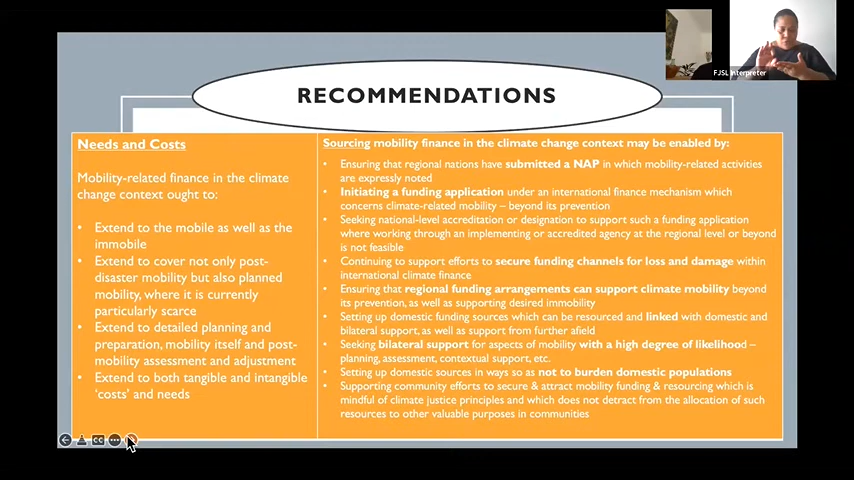 RECOMMENDATIONS
Needs and Costs
Mobility-related finance in the climate
change context ought to:
• Extend to the mobile as well as the
immobile
• Extend to cover not only post-
disaster mobility but also planned
mobility, where it is currently
particularly scarce
• Extend to detailed planning and
preparation, mobility itself and post-
mobility assessment and adjustment
• Extend to both tangible and intangible
‘costs’ and needs
Sourcing mobility finance in the climate change context may be enabled by:
• Ensuring that regional nations have submitted a NAP in which mobility-related activities
are expressly noted
• Initiating a funding application under an international finance mechanism which
concerns climate-related mobility – beyond its prevention
• Seeking national-level accreditation or designation to support such a funding application
where working through an implementing or accredited agency at the regional level or beyond
is not feasible
• Continuing to support efforts to secure funding channels for loss and damage within
international climate finance
• Ensuring that regional funding arrangements can support climate mobility beyond
its prevention, as well as supporting desired immobility
• Setting up domestic funding sources which can be resourced and linked with domestic and
bilateral support, as well as support from further afield
• Seeking bilateral support for aspects of mobility with a high degree of likelihood –
planning, assessment, contextual support, etc.
• Setting up domestic sources in ways so as not to burden domestic populations
• Supporting community efforts to secure & attract mobility funding & resourcing which is
mindful of climate justice principles and which does not detract from the allocation of such
resources to other valuable purposes in communities
FJSL Interpreter
CC